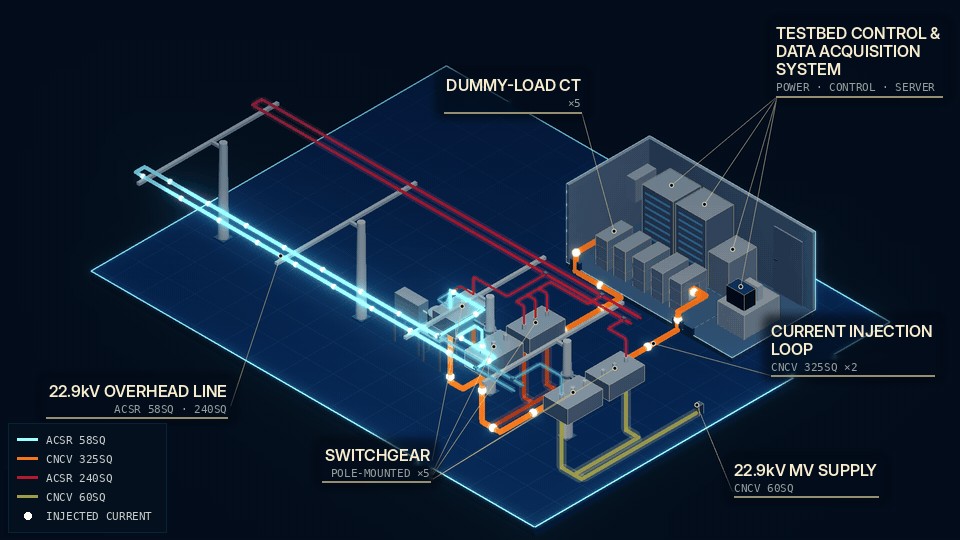 TESTBED CONTROL &
DATA ACQUISITION
SYSTEM
POWER · CONTROL · SERVER
DUMMY-LOAD CT
×5
CURRENT INJECTION
LOOP
CNCV 325SQ ×2
22.9kV OVERHEAD LINE
ACSR 58SQ · 240SQ
SWITCHGEAR
POLE-MOUNTED ×5
22.9kV MV SUPPLY
CNCV 60SQ
ACSR 58SQ
CNCV 325SQ
ACSR 240SQ
CNCV 60SQ
INJECTED CURRENT